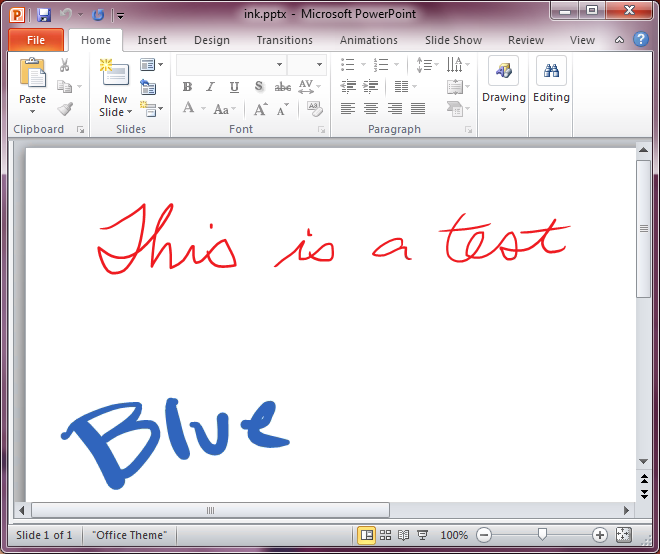 ink.pptx - Microsoft PowerPoint
File Home Insert Design Transitions Animations Slide Show Review View
Paste New Slide B I U S abc AV A Aa A A Drawing Editing
Clipboard Slides Font Paragraph
This is a test
Blue
Slide 1 of 1 "Office Theme" 100%